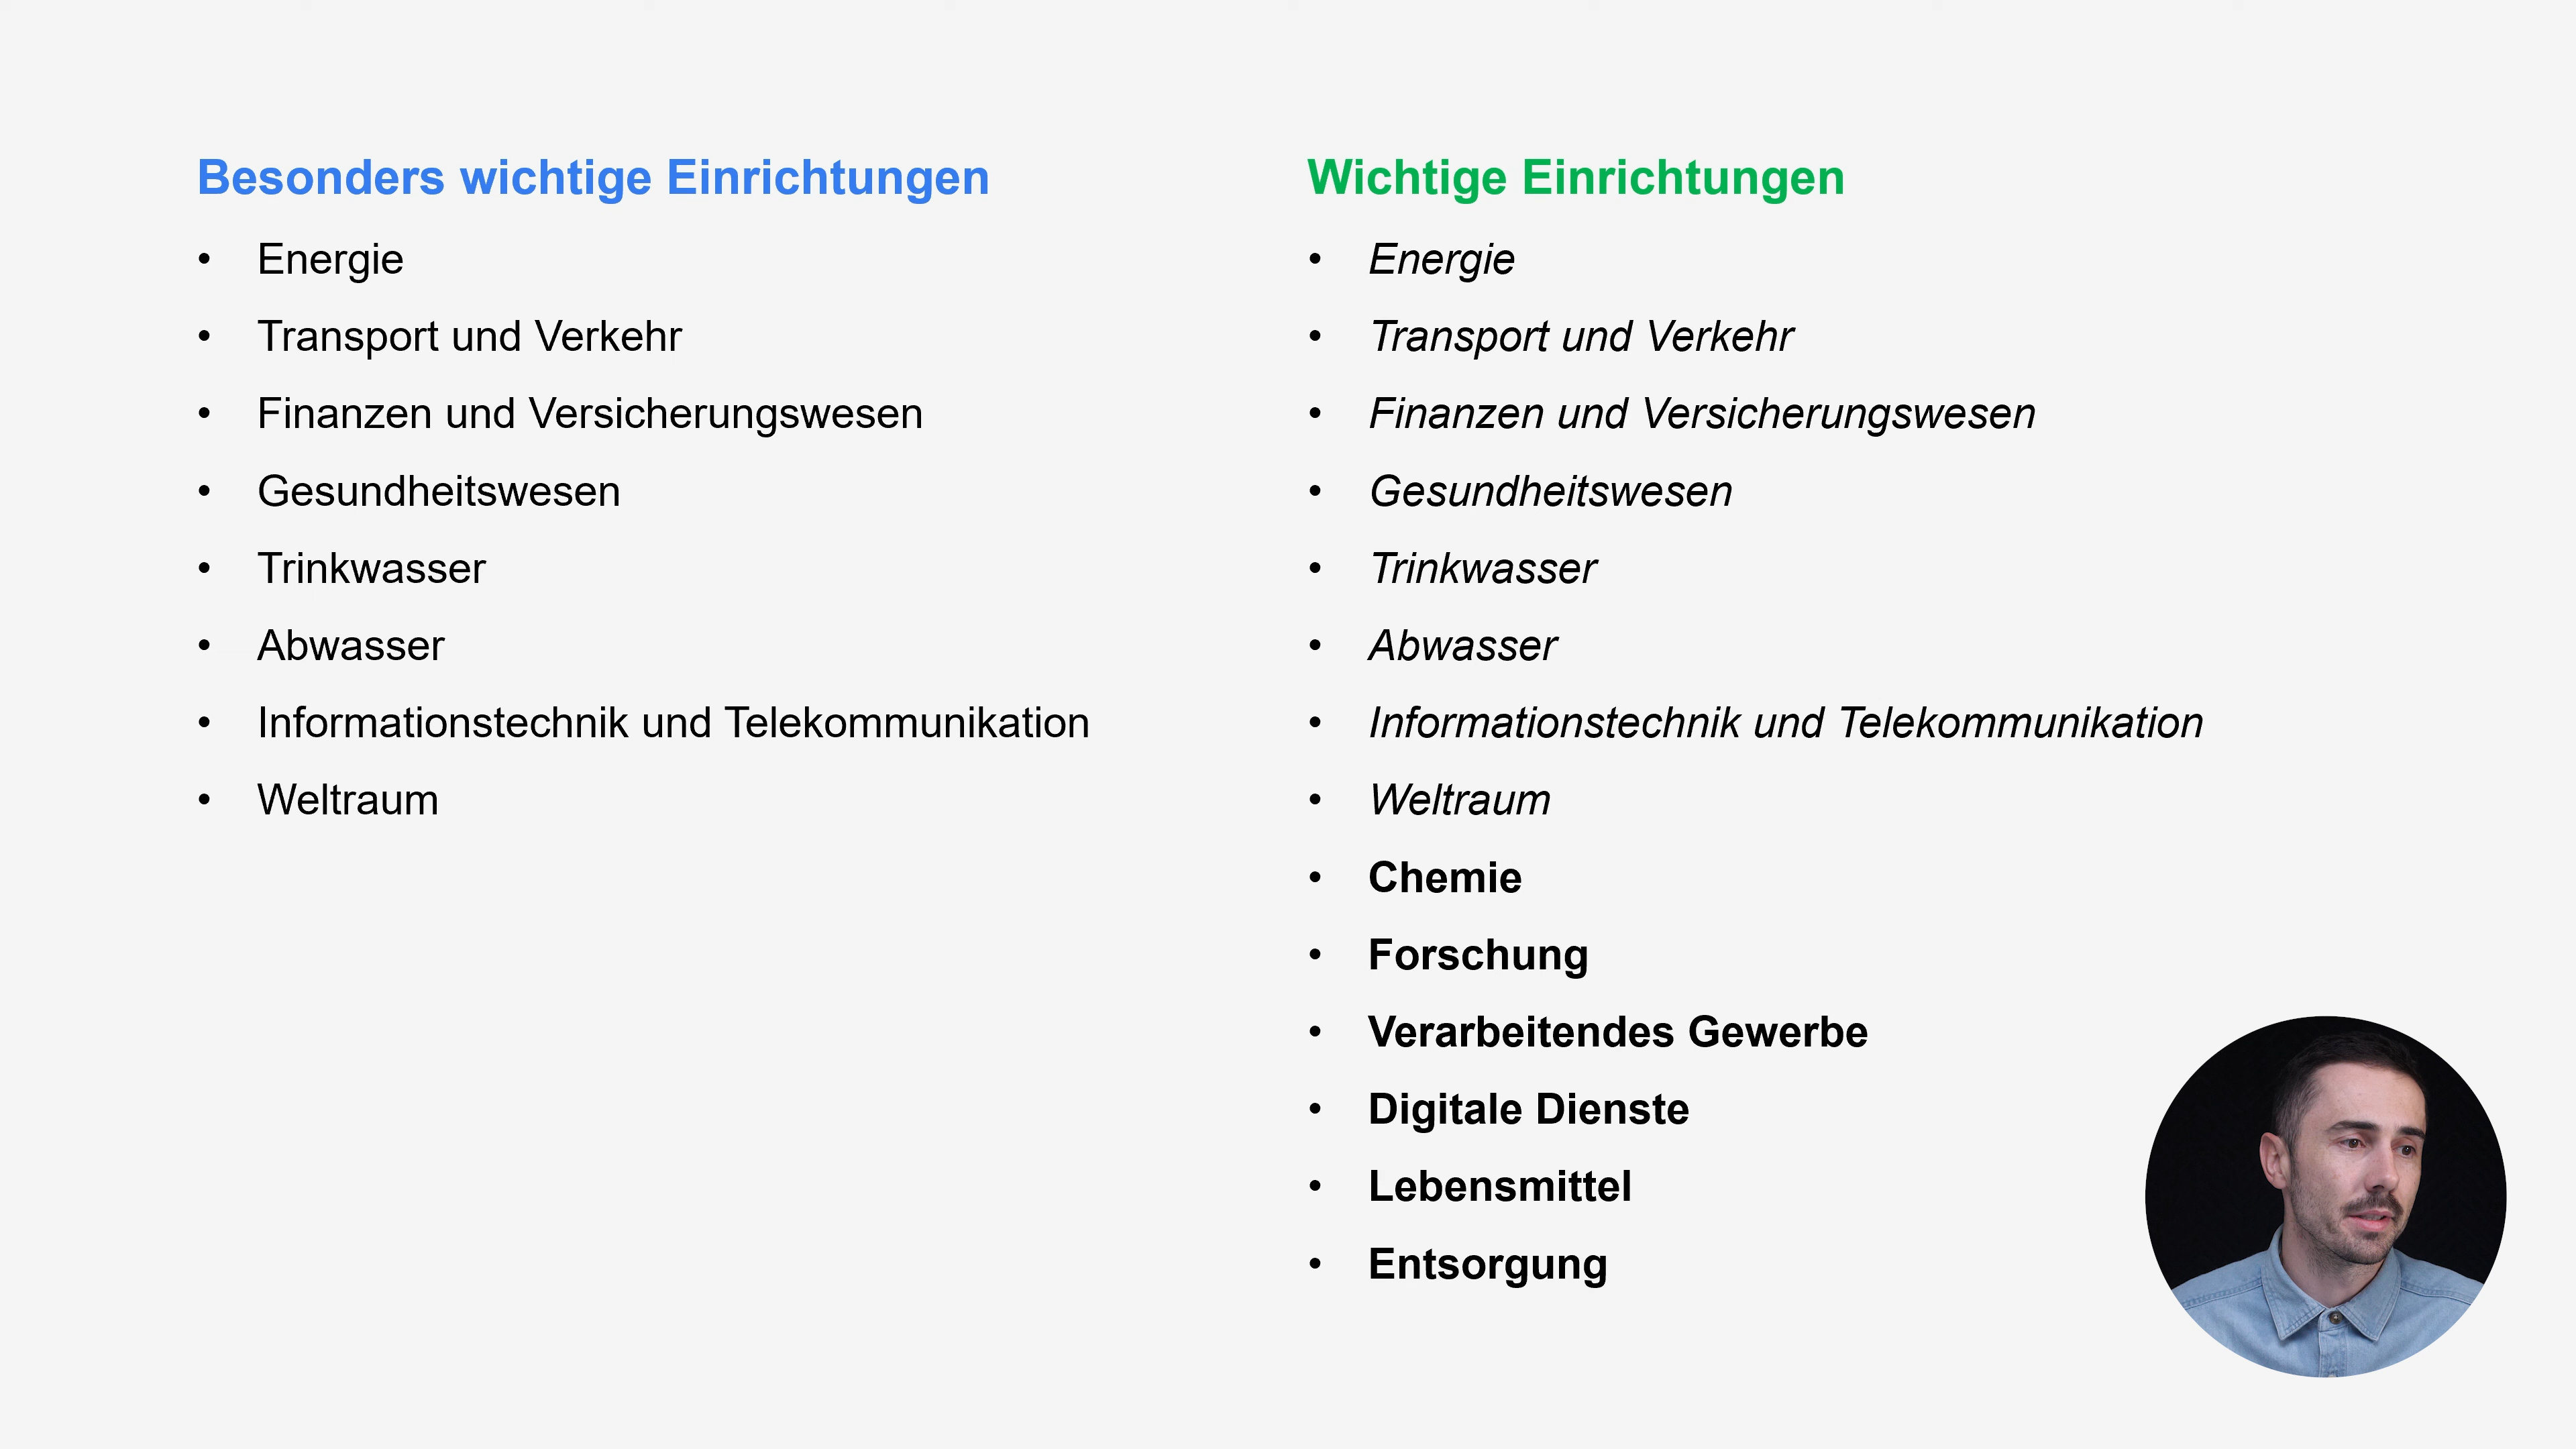 Besonders wichtige Einrichtungen
• Energie
• Transport und Verkehr
• Finanzen und Versicherungswesen
• Gesundheitswesen
• Trinkwasser
• Abwasser
• Informationstechnik und Telekommunikation
• Weltraum
Wichtige Einrichtungen
• Energie
• Transport und Verkehr
• Finanzen und Versicherungswesen
• Gesundheitswesen
• Trinkwasser
• Abwasser
• Informationstechnik und Telekommunikation
• Weltraum
• Chemie
• Forschung
• Verarbeitendes Gewerbe
• Digitale Dienste
• Lebensmittel
• Entsorgung